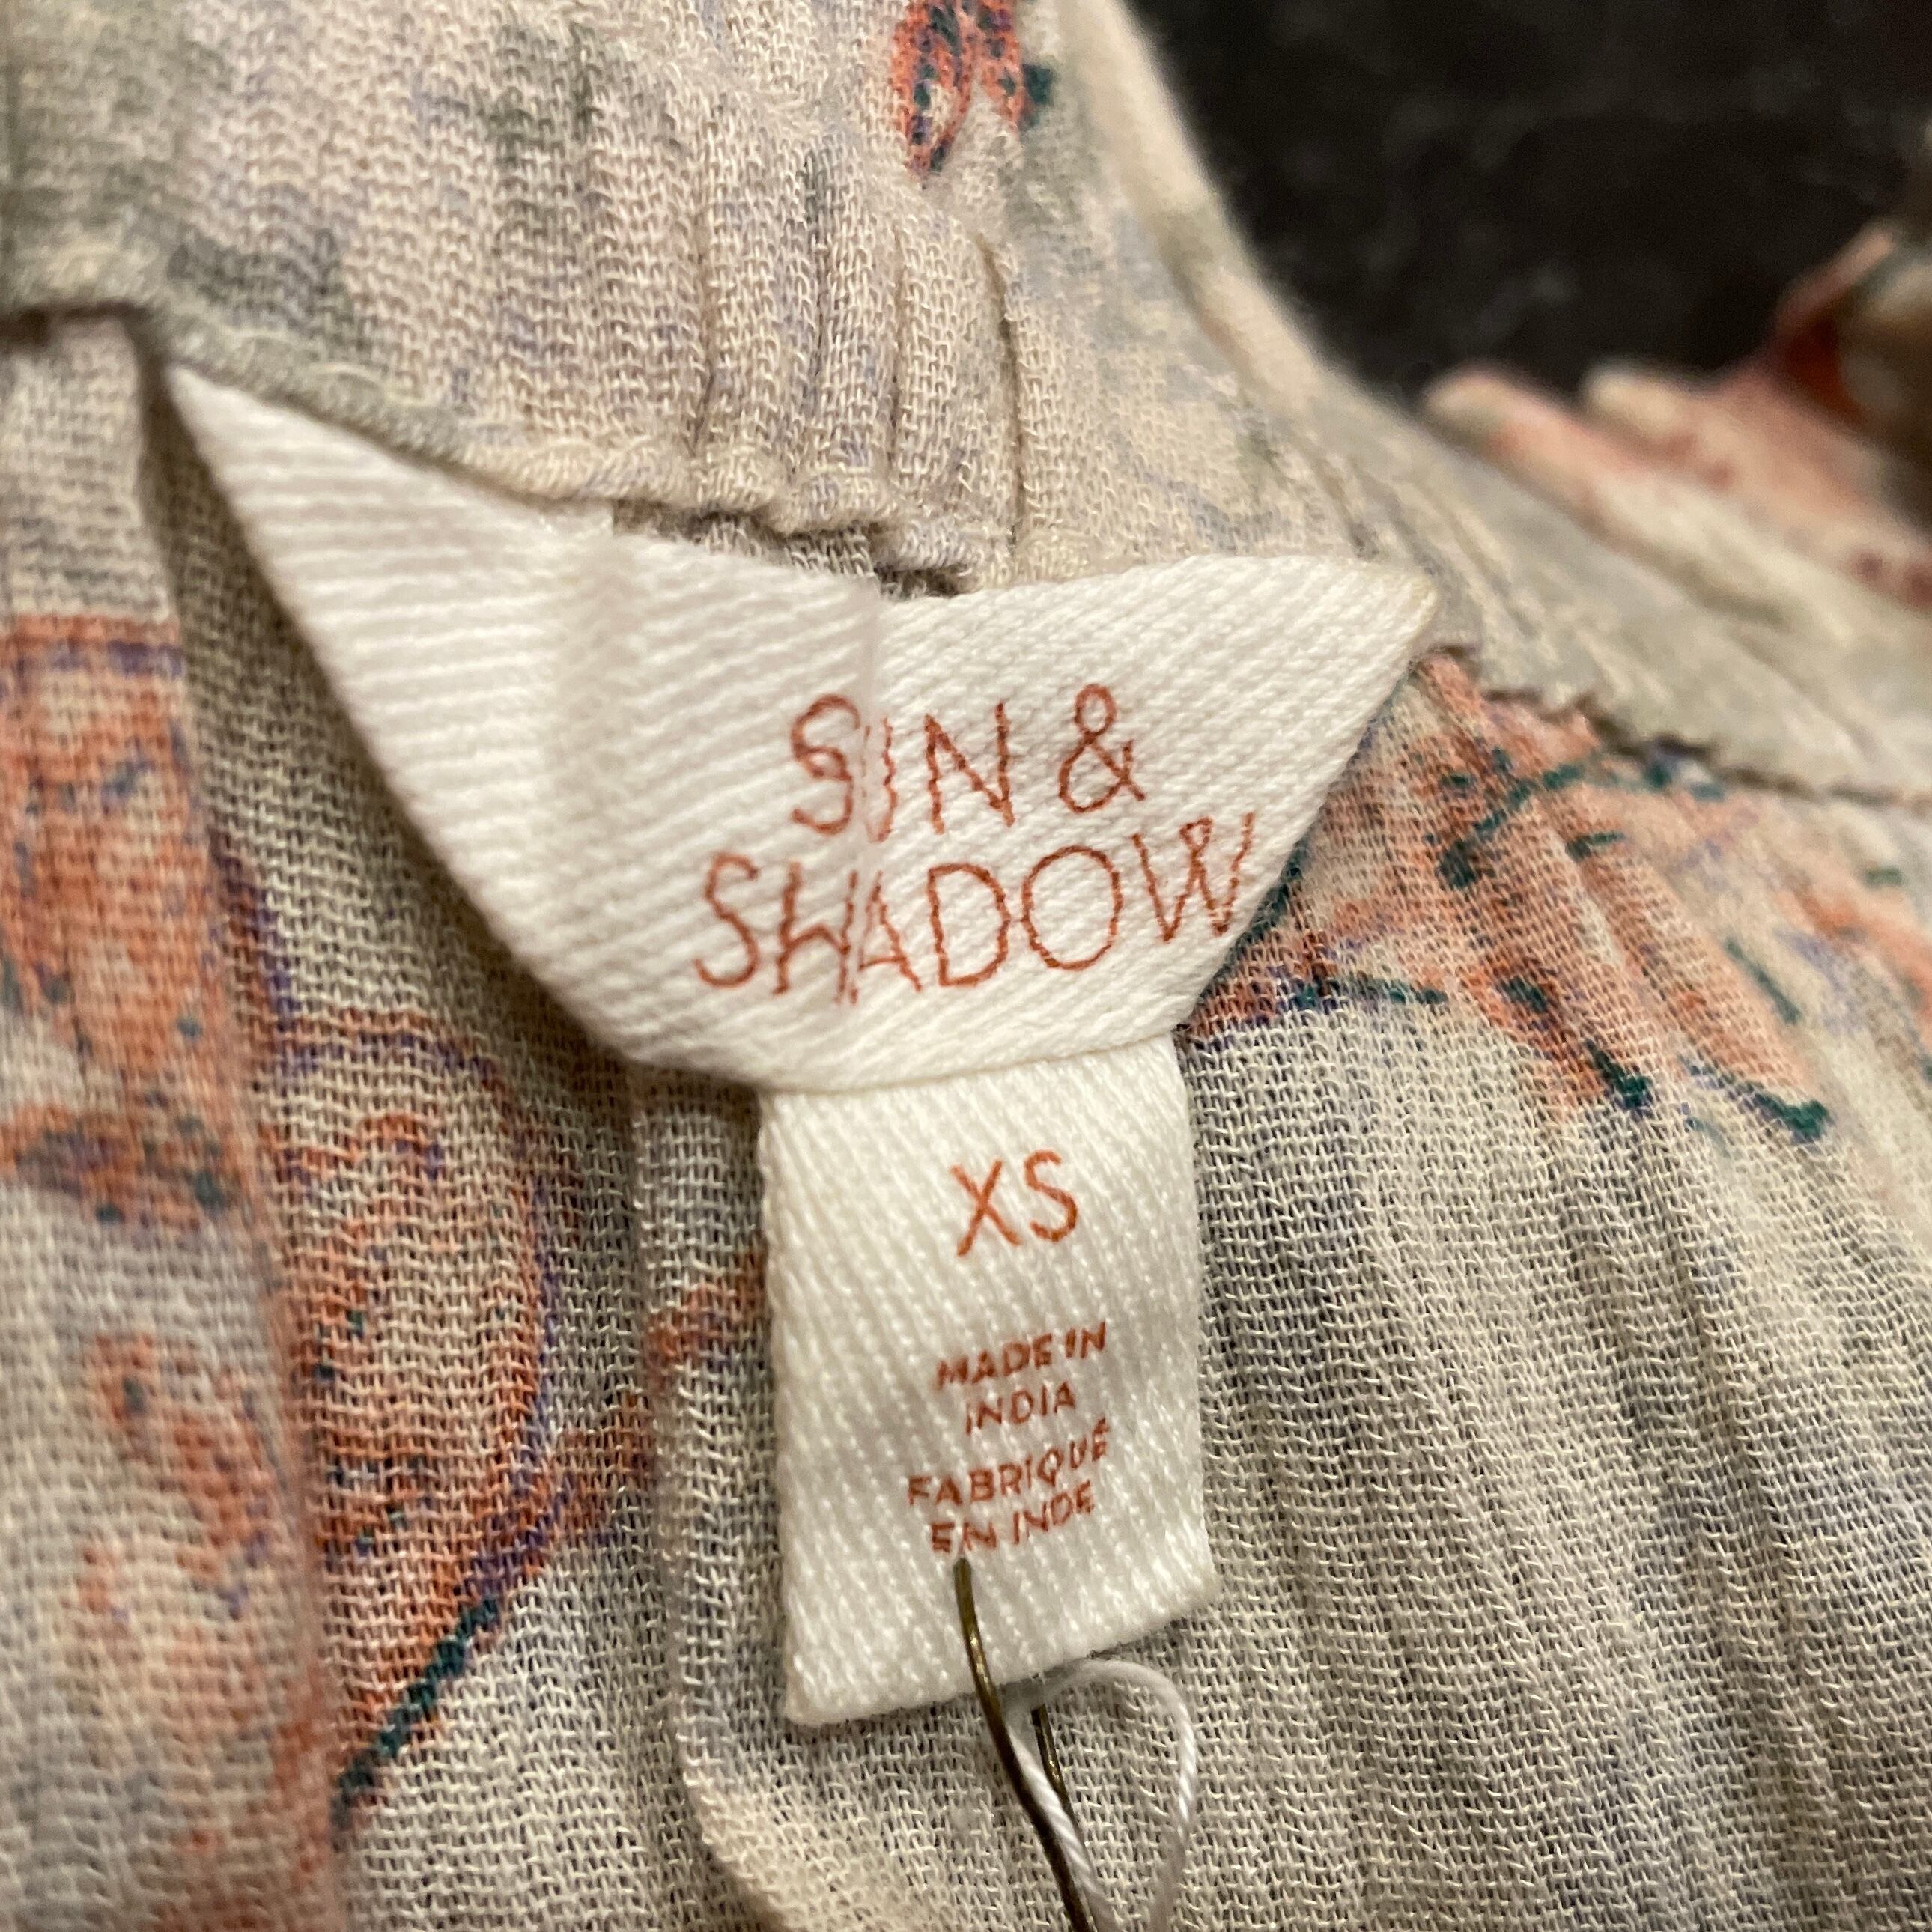 SUN &
SHADOW
XS
MADE IN
INDIA
FABRIQUÉ
EN INDE